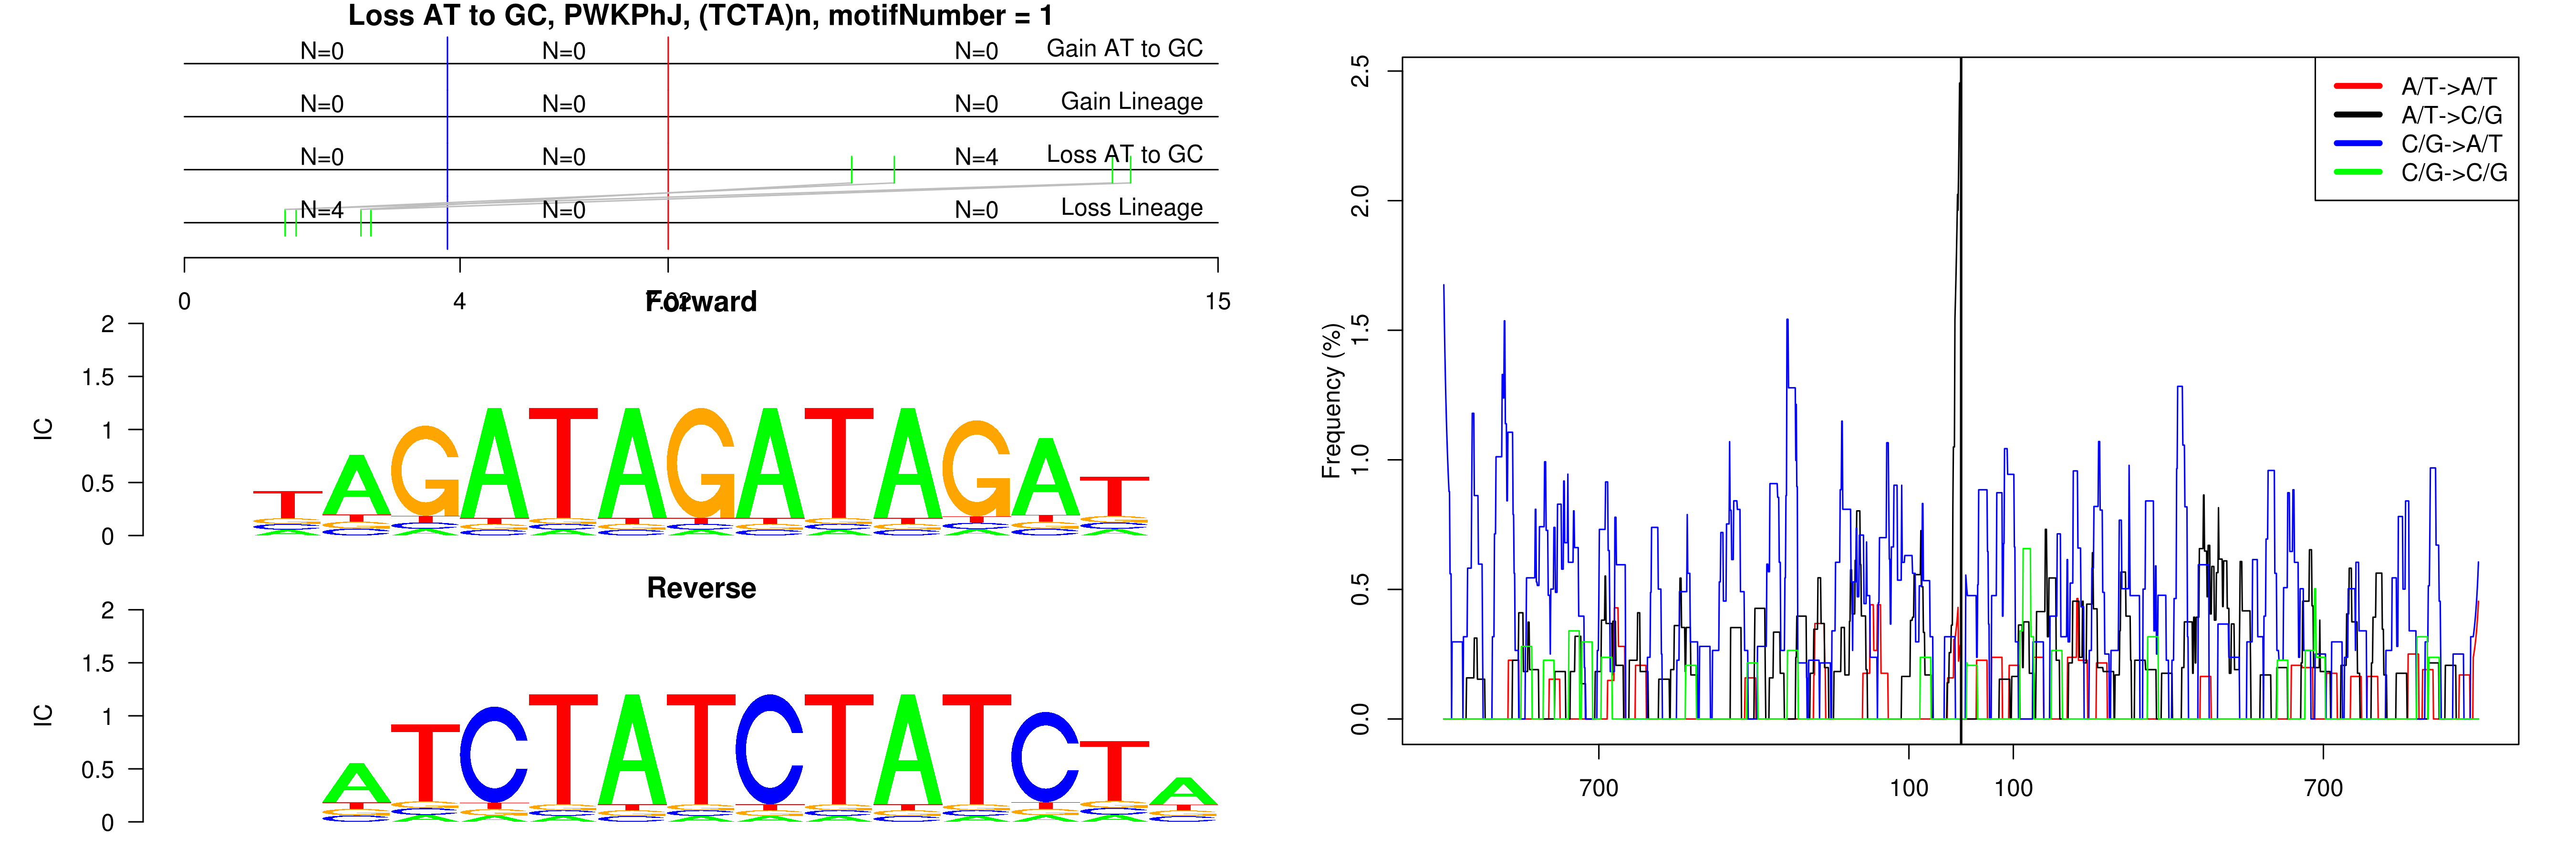 Loss AT to GC, PWKPhJ, (TCTA)n, motifNumber = 1
N=0 N=0 N=0 Gain AT to GC
N=0 N=0 N=0 Gain Lineage
N=0 N=0 N=4 Loss AT to GC
N=4 N=0 N=0 Loss Lineage
0 4 7.02 15
Forward
2
1.5
1
0.5
0
IC
TAGATAGATAGAT
Reverse
2
1.5
1
0.5
0
IC
ATCTATCTATCTA
2.5
2.0
1.5
1.0
0.5
0.0
Frequency (%)
A/T->A/T
A/T->C/G
C/G->A/T
C/G->C/G
700 100 100 700